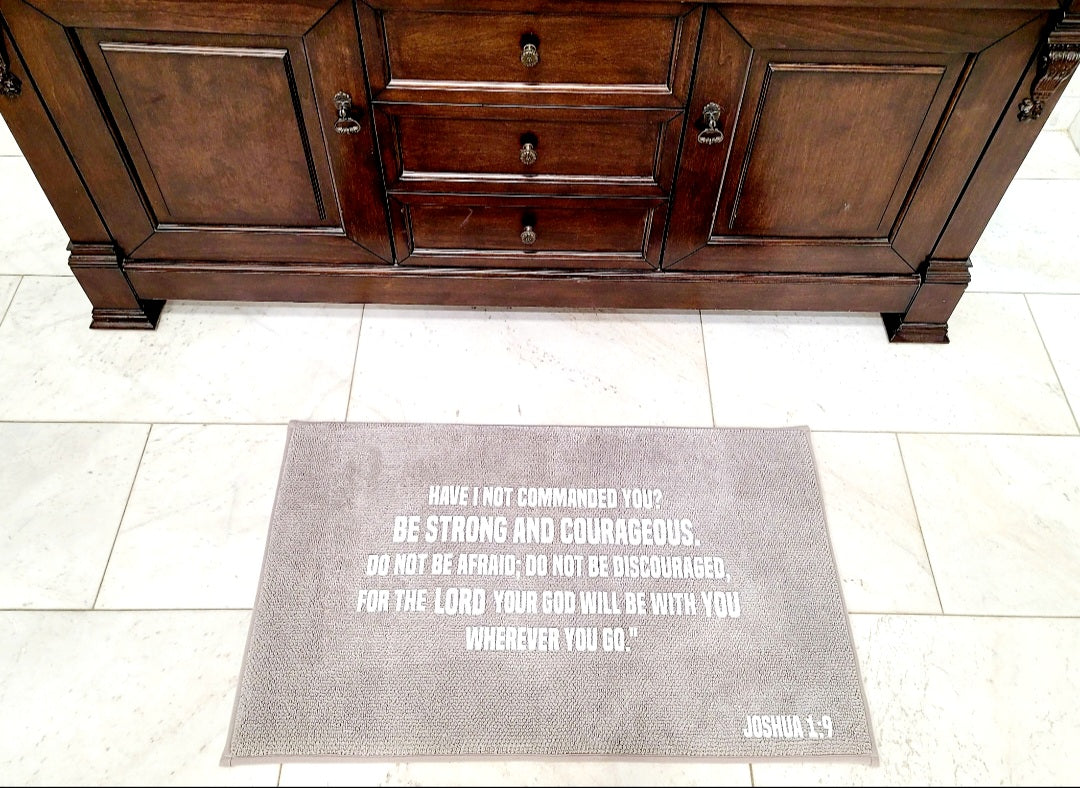 HAVE I NOT COMMANDED YOU?
BE STRONG AND COURAGEOUS.
DO NOT BE AFRAID; DO NOT BE DISCOURAGED,
FOR THE LORD YOUR GOD WILL BE WITH YOU
WHEREVER YOU GO."
JOSHUA 1:9